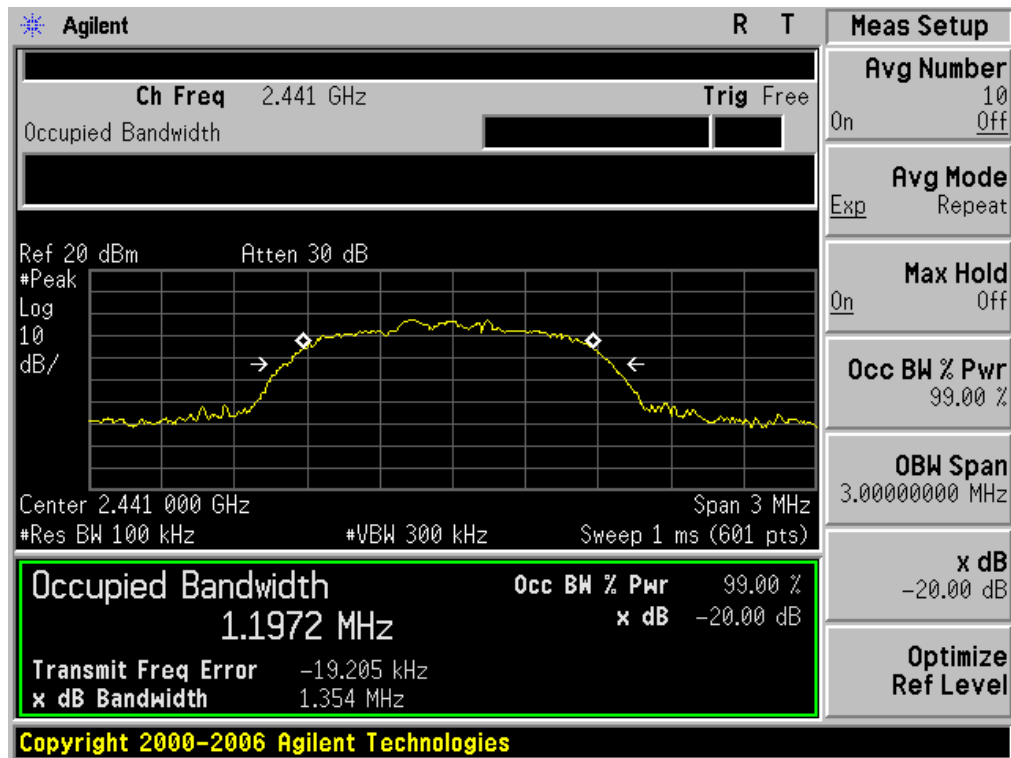 Agilent R T
Meas Setup
Ch Freq 2.441 GHz Trig Free
Occupied Bandwidth
Avg Number
10
On Off
Avg Mode
Exp Repeat
Max Hold
On Off
Occ BW % Pwr
99.00 %
OBW Span
3.00000000 MHz
x dB
-20.00 dB
Optimize
Ref Level
Ref 20 dBm Atten 30 dB
#Peak
Log
10
dB/
Center 2.441 000 GHz Span 3 MHz
#Res BW 100 kHz #VBW 300 kHz Sweep 1 ms (601 pts)
Occupied Bandwidth Occ BW % Pwr 99.00 %
1.1972 MHz x dB -20.00 dB
Transmit Freq Error -19.205 kHz
x dB Bandwidth 1.354 MHz
Copyright 2000-2006 Agilent Technologies